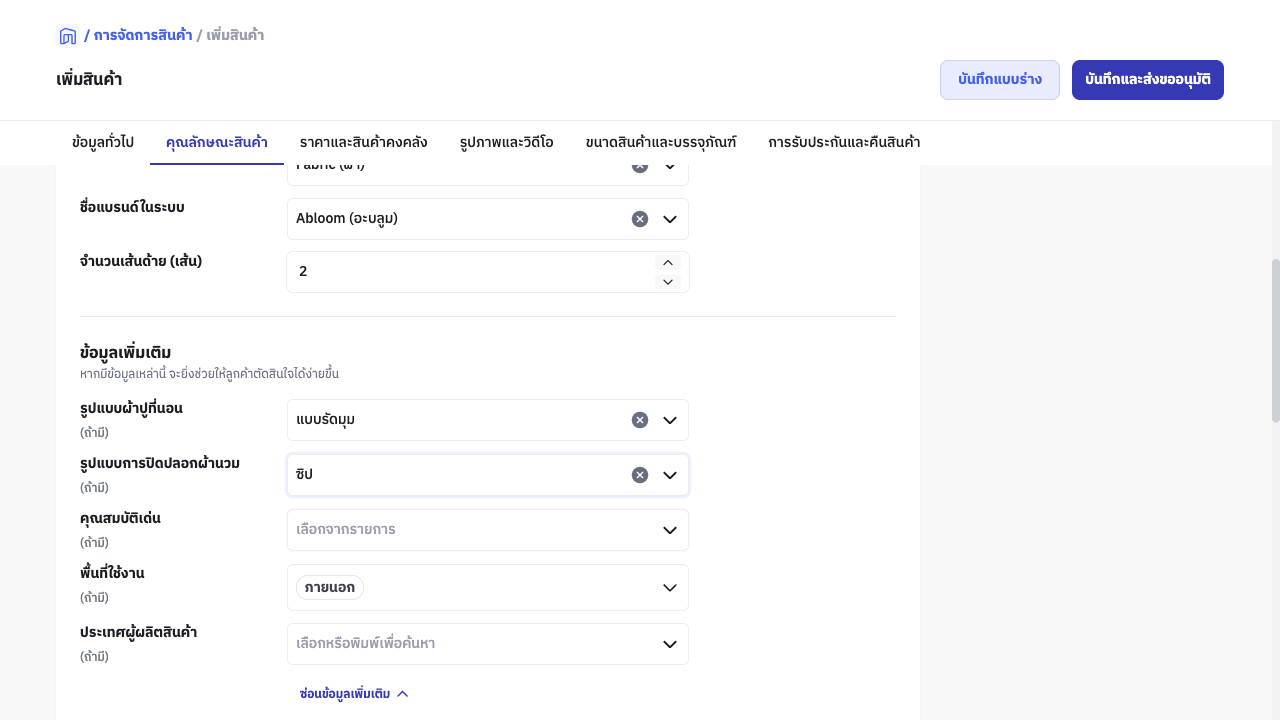 / การจัดการสินค้า / เพิ่มสินค้า
เพิ่มสินค้า
บันทึกแบบร่าง
บันทึกและส่งขออนุมัติ
ข้อมูลทั่วไป
คุณลักษณะสินค้า
ราคาและสินค้าคงคลัง
รูปภาพและวิดีโอ
ขนาดสินค้าและบรรจุภัณฑ์
การรับประกันและคืนสินค้า
Fabric (ผ้า)
ชื่อแบรนด์ในระบบ
Abloom (อะบลูม)
จำนวนเส้นด้าย (เส้น)
2
ข้อมูลเพิ่มเติม
หากมีข้อมูลเหล่านี้ จะยิ่งช่วยให้ลูกค้าตัดสินใจได้ง่ายขึ้น
รูปแบบผ้าปูที่นอน
(ถ้ามี)
แบบรัดมุม
รูปแบบการปิดปลอกผ้านวม
(ถ้ามี)
ซิป
คุณสมบัติเด่น
(ถ้ามี)
เลือกจากรายการ
พื้นที่ใช้งาน
(ถ้ามี)
ภายนอก
ประเทศผู้ผลิตสินค้า
(ถ้ามี)
เลือกหรือพิมพ์เพื่อค้นหา
ซ่อนข้อมูลเพิ่มเติม